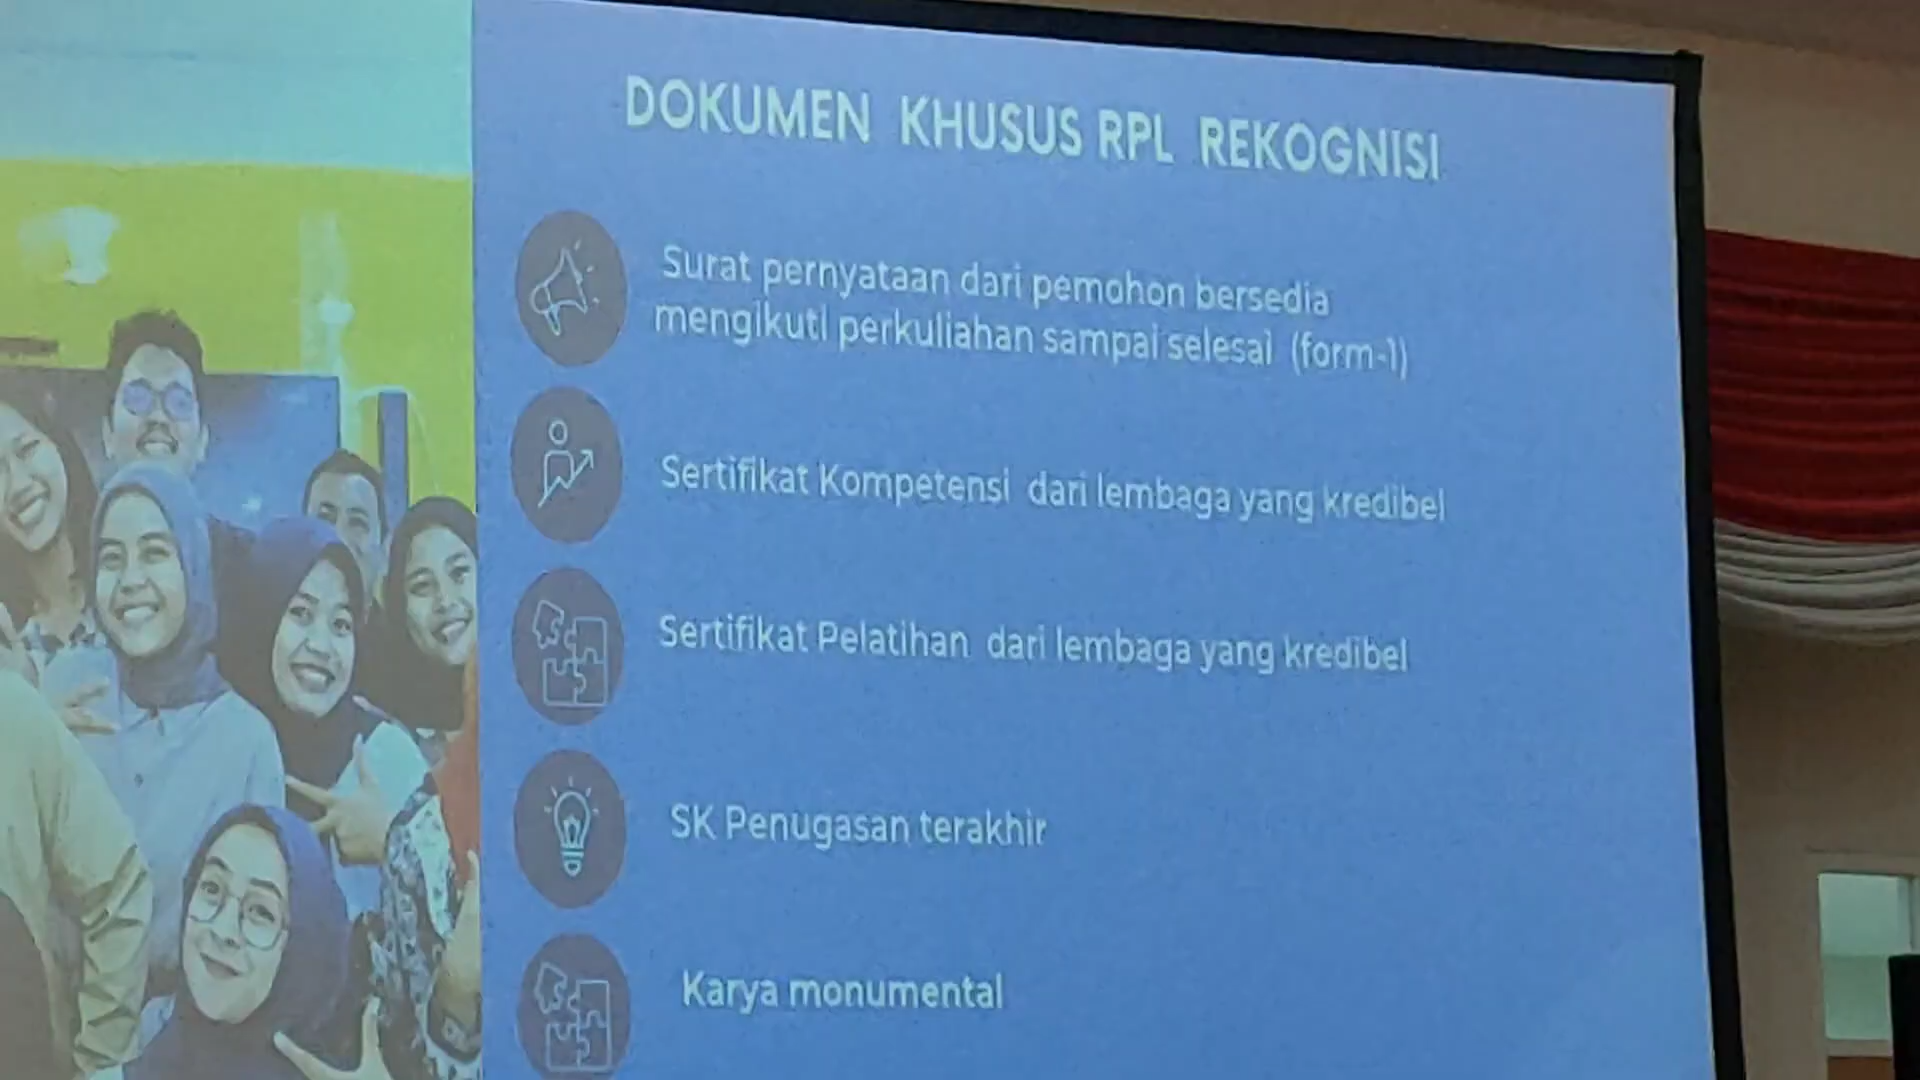 DOKUMEN KHUSUS RPL REKOGNISI
Surat pernyataan dari pemohon bersedia
mengikuti perkuliahan sampai selesai (form-1)
Sertifikat Kompetensi dari lembaga yang kredibel
Sertifikat Pelatihan dari lembaga yang kredibel
SK Penugasan terakhir
Karya monumental